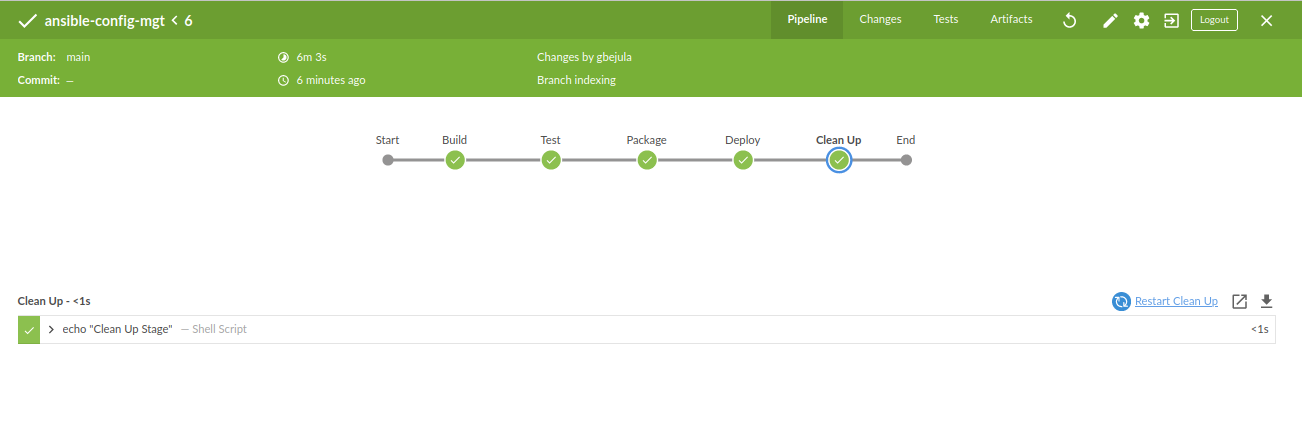 ansible-config-mgt < 6 Pipeline Changes Tests Artifacts Logout
Branch: main 6m 3s Changes by gbejula
Commit: — 6 minutes ago Branch indexing
Start Build Test Package Deploy Clean Up End
Clean Up - <1s Restart Clean Up
echo "Clean Up Stage" — Shell Script <1s